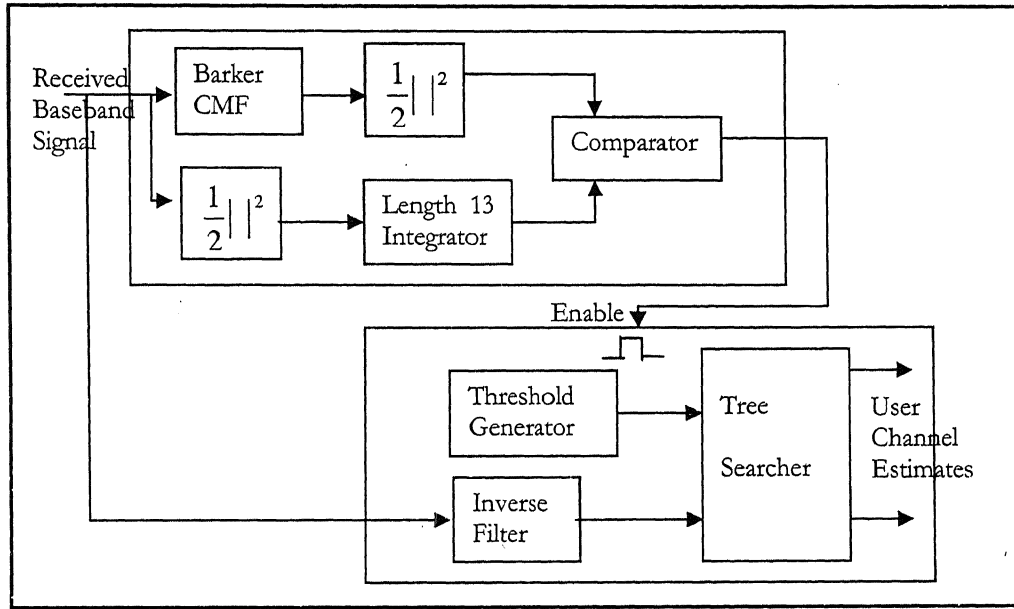 Received
Baseband
Signal
Barker
CMF
1/2| |²
Comparator
1/2| |²
Length 13
Integrator
Enable
Threshold
Generator
Tree
Searcher
User
Channel
Estimates
Inverse
Filter